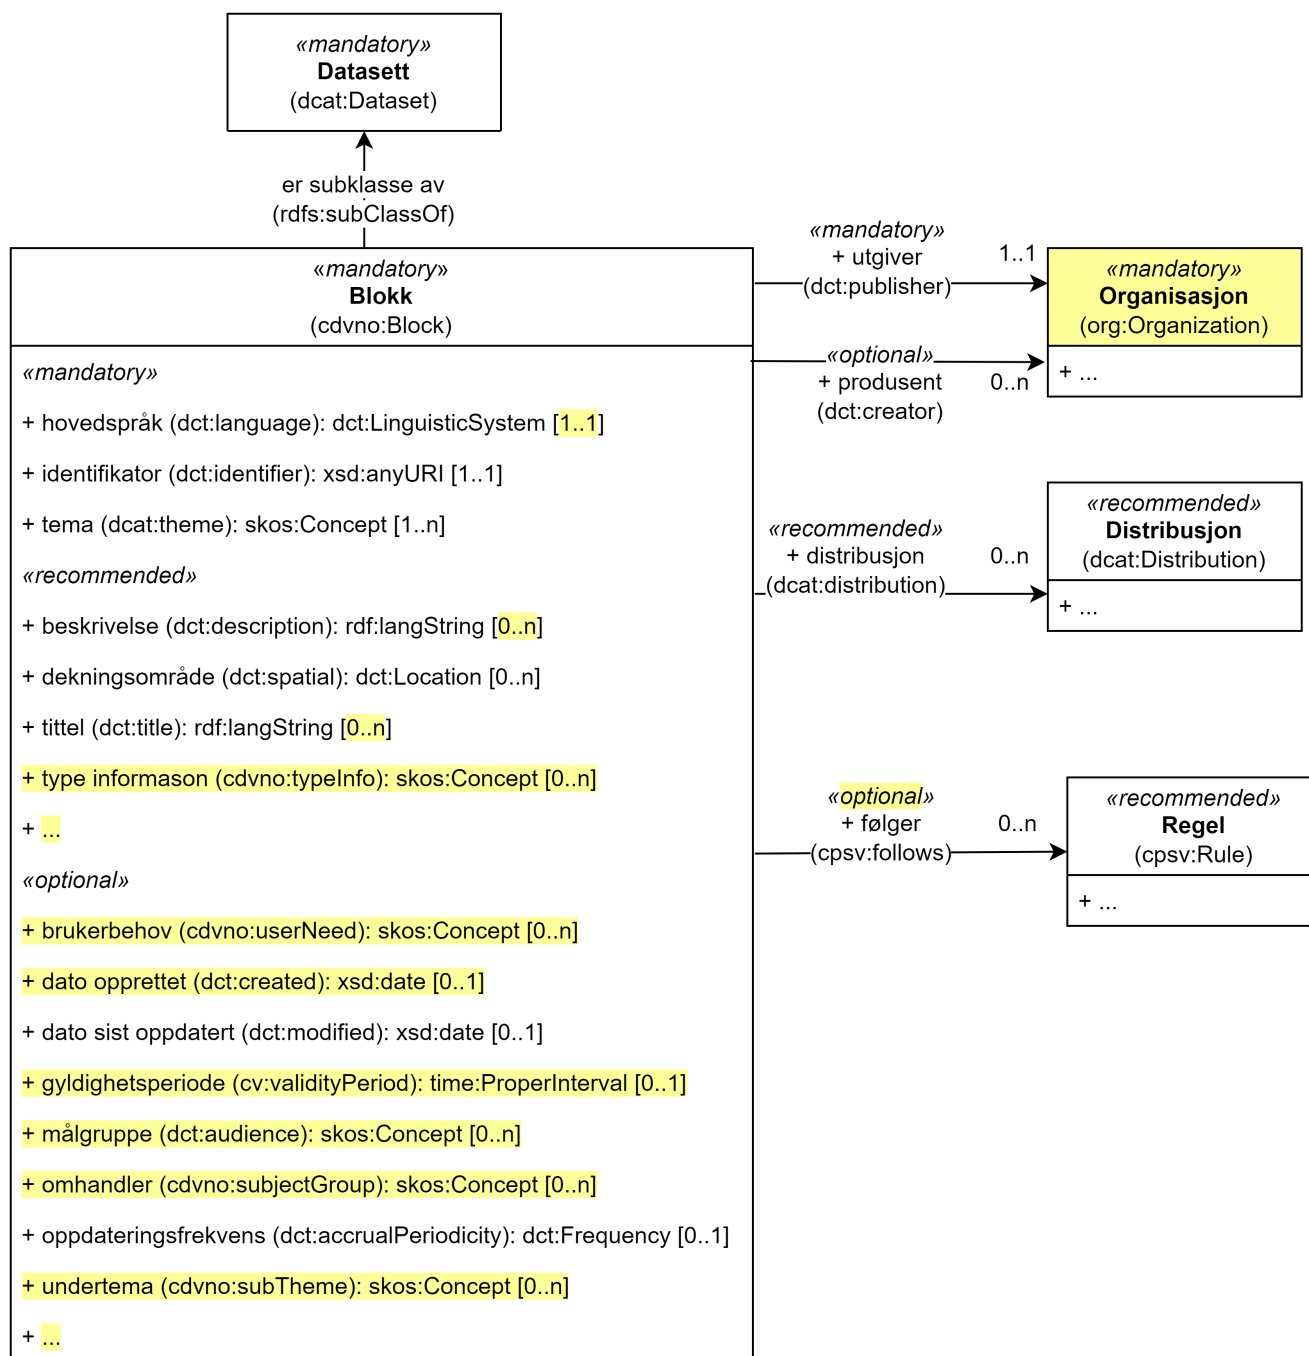 «mandatory»
Datasett
(dcat:Dataset)
er subklasse av
(rdfs:subClassOf)
«mandatory»
Blokk
(cdvno:Block)
«mandatory»
+ hovedspråk (dct:language): dct:LinguisticSystem [1..1]
+ identifikator (dct:identifier): xsd:anyURI [1..1]
+ tema (dcat:theme): skos:Concept [1..n]
«recommended»
+ beskrivelse (dct:description): rdf:langString [0..n]
+ dekningsområde (dct:spatial): dct:Location [0..n]
+ tittel (dct:title): rdf:langString [0..n]
+ type informason (cdvno:typeInfo): skos:Concept [0..n]
+ ...
«optional»
+ brukerbehov (cdvno:userNeed): skos:Concept [0..n]
+ dato opprettet (dct:created): xsd:date [0..1]
+ dato sist oppdatert (dct:modified): xsd:date [0..1]
+ gyldighetsperiode (cv:validityPeriod): time:ProperInterval [0..1]
+ målgruppe (dct:audience): skos:Concept [0..n]
+ omhandler (cdvno:subjectGroup): skos:Concept [0..n]
+ oppdateringsfrekvens (dct:accrualPeriodicity): dct:Frequency [0..1]
+ undertema (cdvno:subTheme): skos:Concept [0..n]
+ ...
«mandatory»
+ utgiver
(dct:publisher)
1..1
«mandatory»
Organisasjon
(org:Organization)
+ ...
«optional»
+ produsent
(dct:creator)
0..n
«recommended»
+ distribusjon
(dcat:distribution)
0..n
«recommended»
Distribusjon
(dcat:Distribution)
+ ...
«optional»
+ følger
(cpsv:follows)
0..n
«recommended»
Regel
(cpsv:Rule)
+ ...